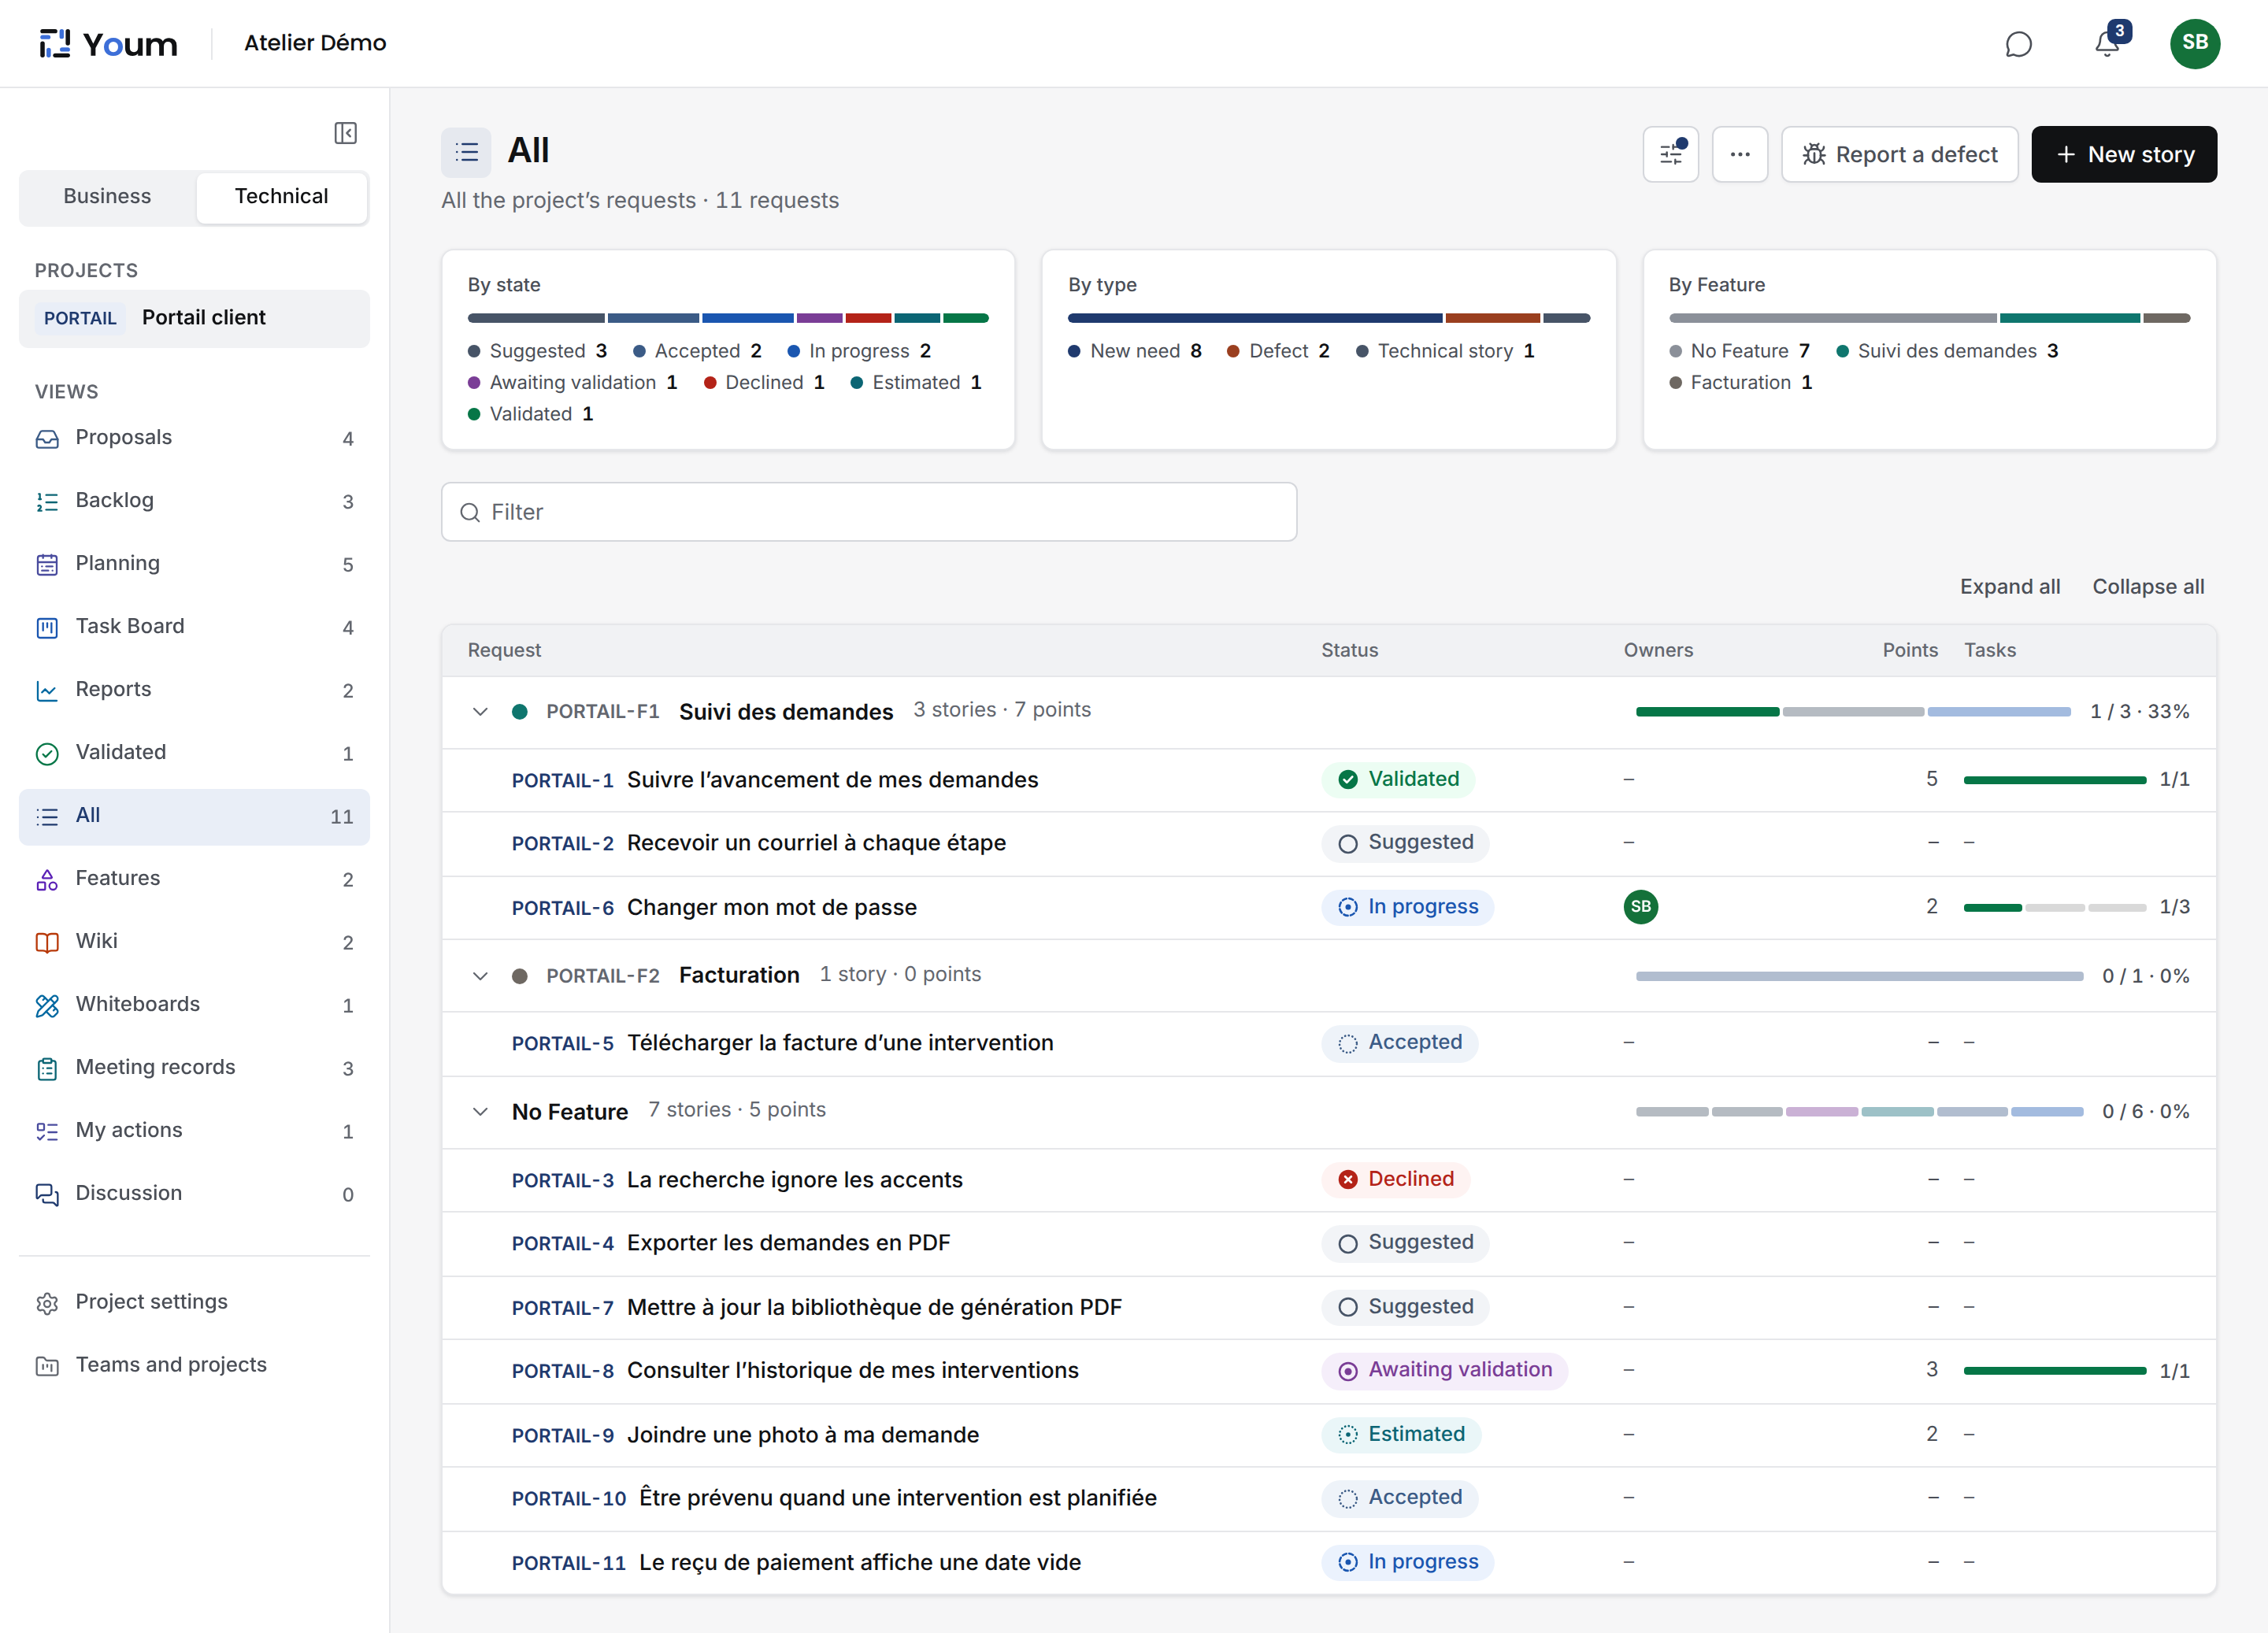 Youm
Atelier Démo
3
SB
Business
Technical
PROJECTS
PORTAIL Portail client
VIEWS
Proposals 4
Backlog 3
Planning 5
Task Board 4
Reports 2
Validated 1
All 11
Features 2
Wiki 2
Whiteboards 1
Meeting records 3
My actions 1
Discussion 0
Project settings
Teams and projects
All
All the project’s requests · 11 requests
Report a defect
New story
By state
Suggested 3 Accepted 2 In progress 2
Awaiting validation 1 Declined 1 Estimated 1
Validated 1
By type
New need 8 Defect 2 Technical story 1
By Feature
No Feature 7 Suivi des demandes 3
Facturation 1
Filter
Expand all Collapse all
Request Status Owners Points Tasks
PORTAIL-F1 Suivi des demandes 3 stories · 7 points 1 / 3 · 33%
PORTAIL-1 Suivre l’avancement de mes demandes Validated – 5 1/1
PORTAIL-2 Recevoir un courriel à chaque étape Suggested – – –
PORTAIL-6 Changer mon mot de passe In progress SB 2 1/3
PORTAIL-F2 Facturation 1 story · 0 points 0 / 1 · 0%
PORTAIL-5 Télécharger la facture d’une intervention Accepted – – –
No Feature 7 stories · 5 points 0 / 6 · 0%
PORTAIL-3 La recherche ignore les accents Declined – – –
PORTAIL-4 Exporter les demandes en PDF Suggested – – –
PORTAIL-7 Mettre à jour la bibliothèque de génération PDF Suggested – – –
PORTAIL-8 Consulter l’historique de mes interventions Awaiting validation – 3 1/1
PORTAIL-9 Joindre une photo à ma demande Estimated – 2 –
PORTAIL-10 Être prévenu quand une intervention est planifiée Accepted – – –
PORTAIL-11 Le reçu de paiement affiche une date vide In progress – – –